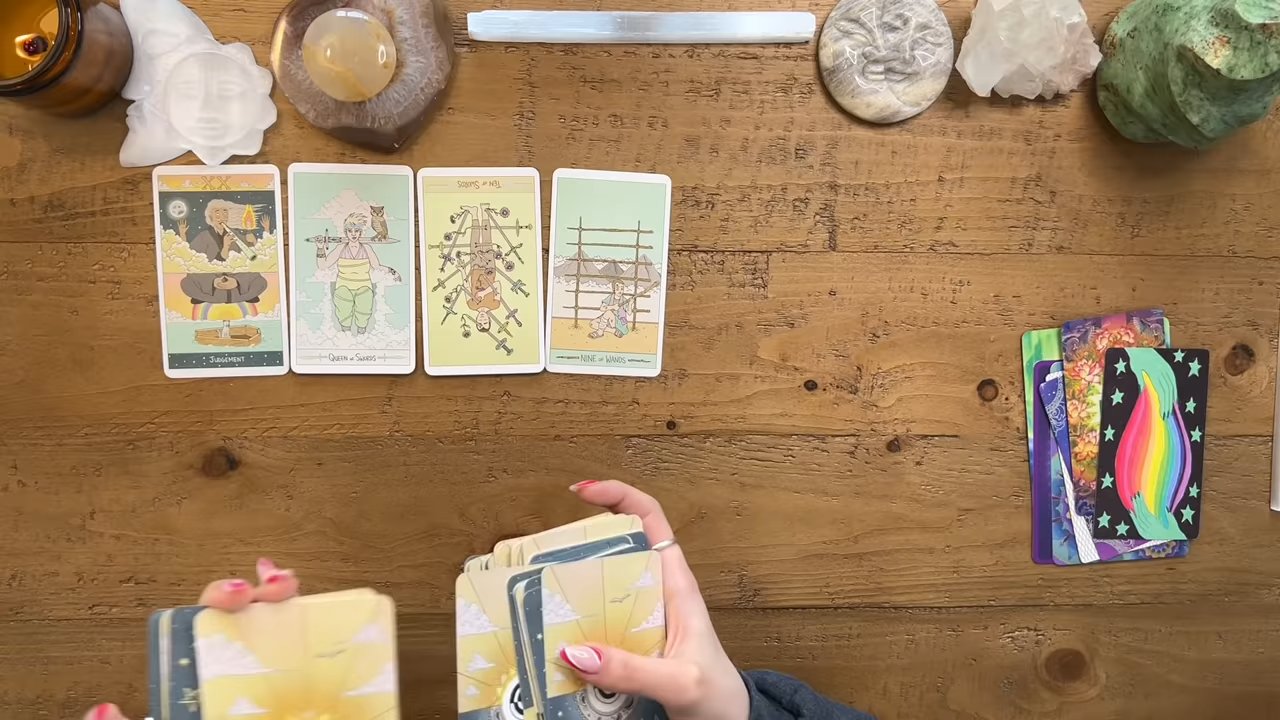 XX
JUDGEMENT
QUEEN OF SWORDS
TEN OF SWORDS
NINE OF WANDS